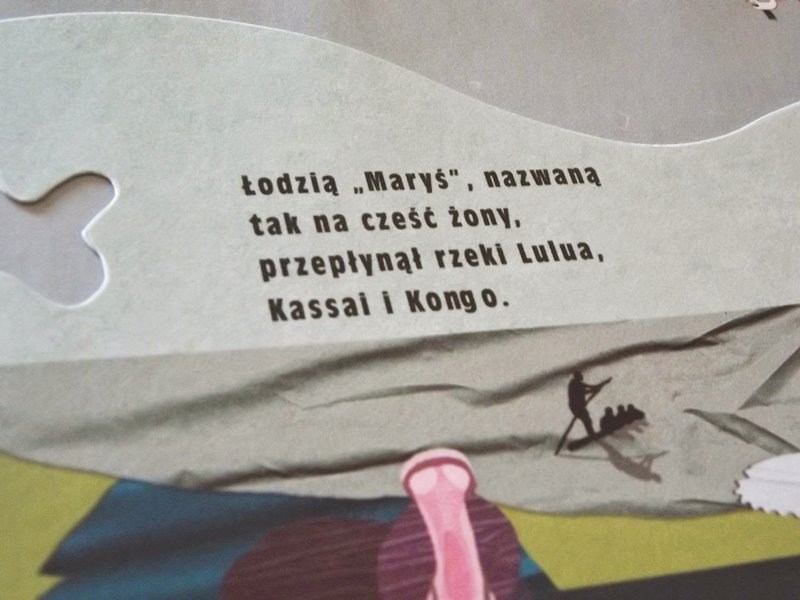 Łodzią „Maryś", nazwaną
tak na cześć żony,
przepłynął rzeki Lulua,
Kassai i Kongo.